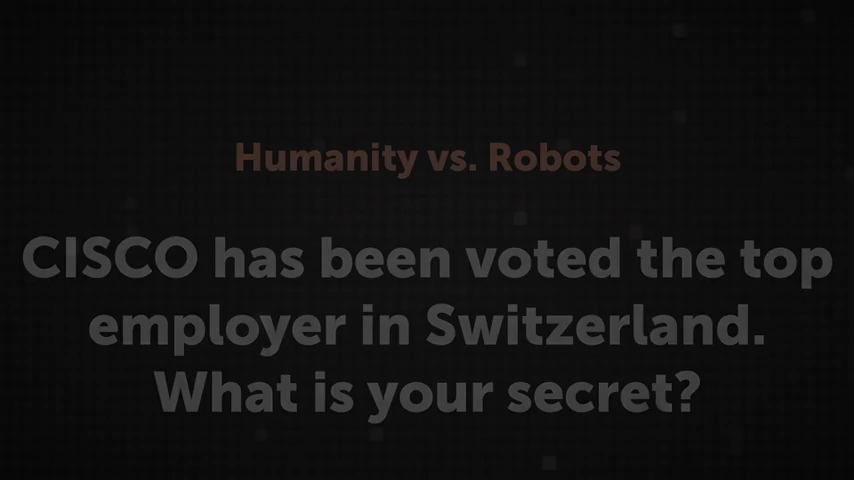 Humanity vs. Robots
CISCO has been voted the top
employer in Switzerland.
What is your secret?